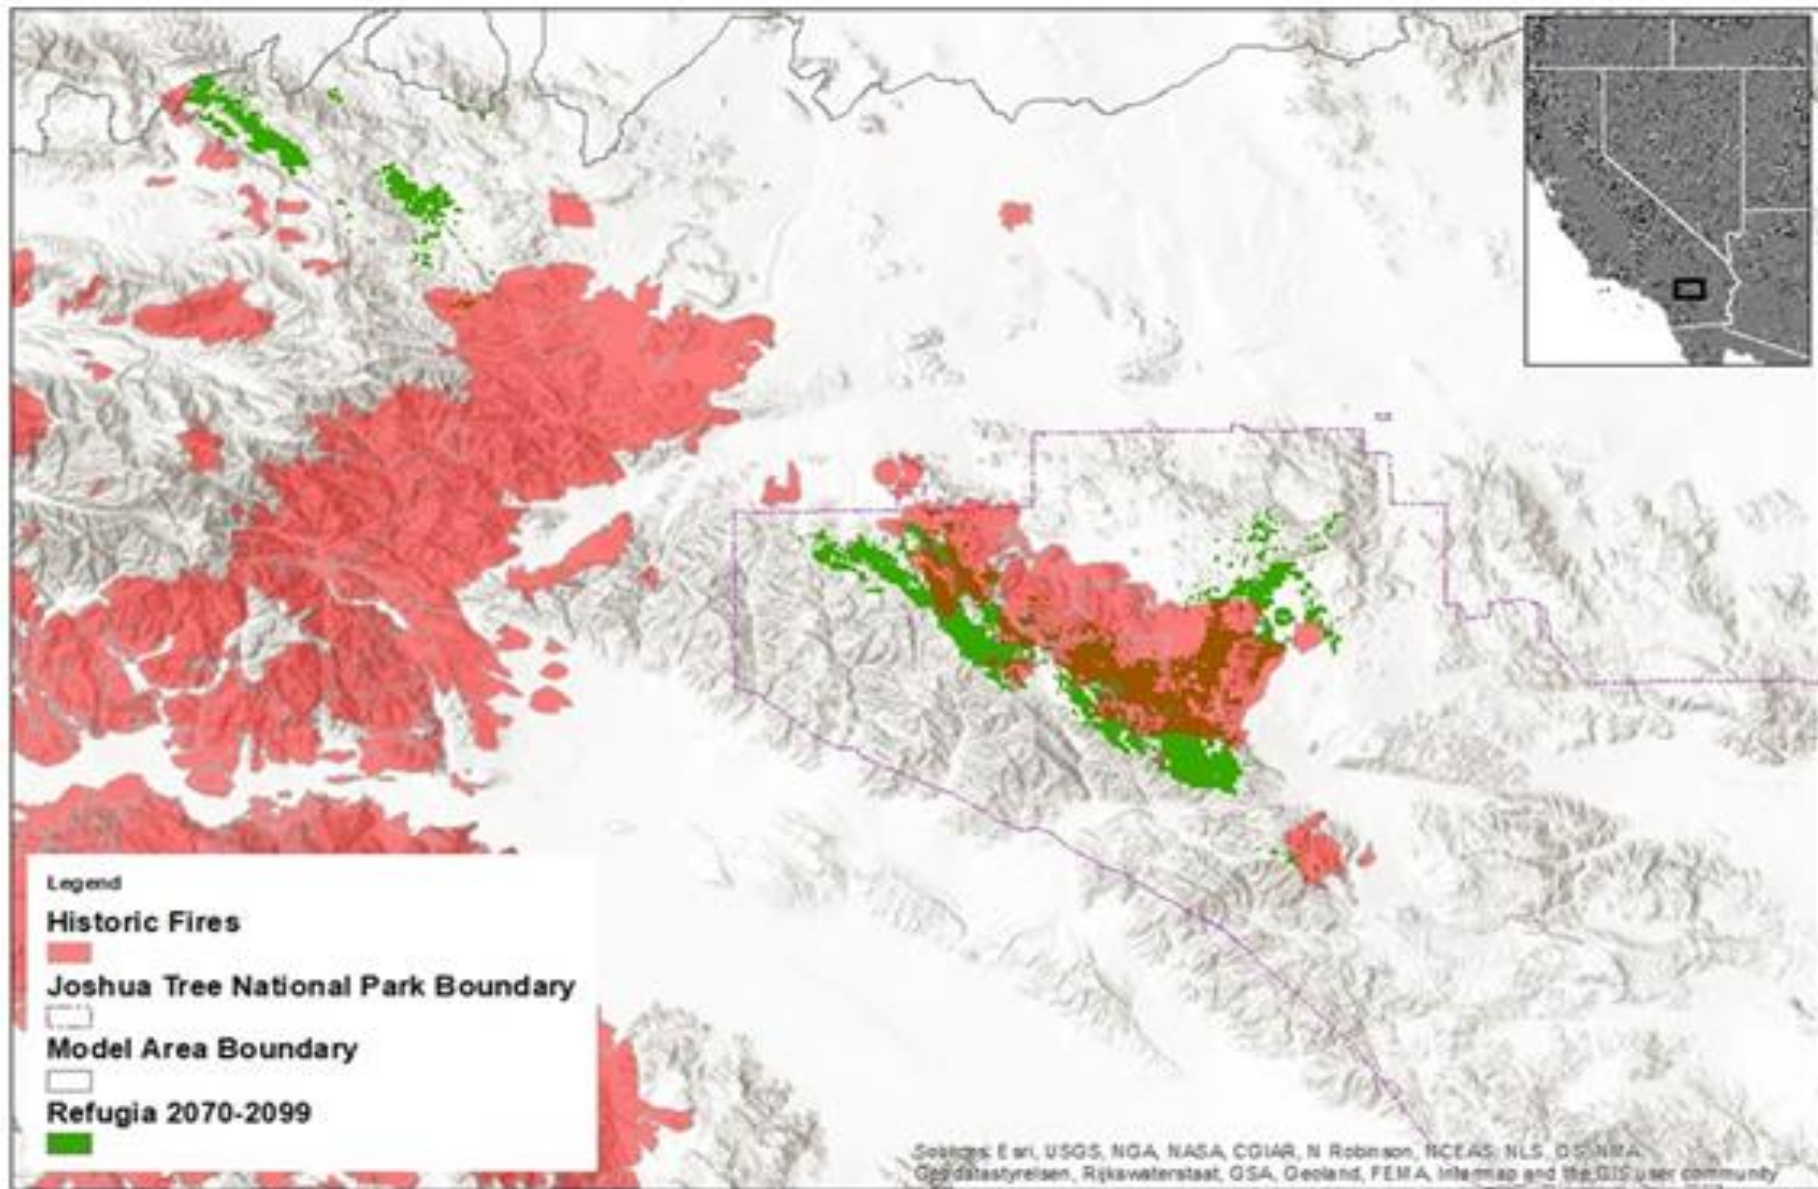 Legend
Historic Fires
Joshua Tree National Park Boundary
Model Area Boundary
Refugia 2070-2099
Sources: Esri, USGS, NGA, NASA, CGIAR, N Robinson, NCEAS, NLS, OS, NMA,
Geodatastyrelsen, Rijkswaterstaat, GSA, Geoland, FEMA, Intermap and the GIS user community